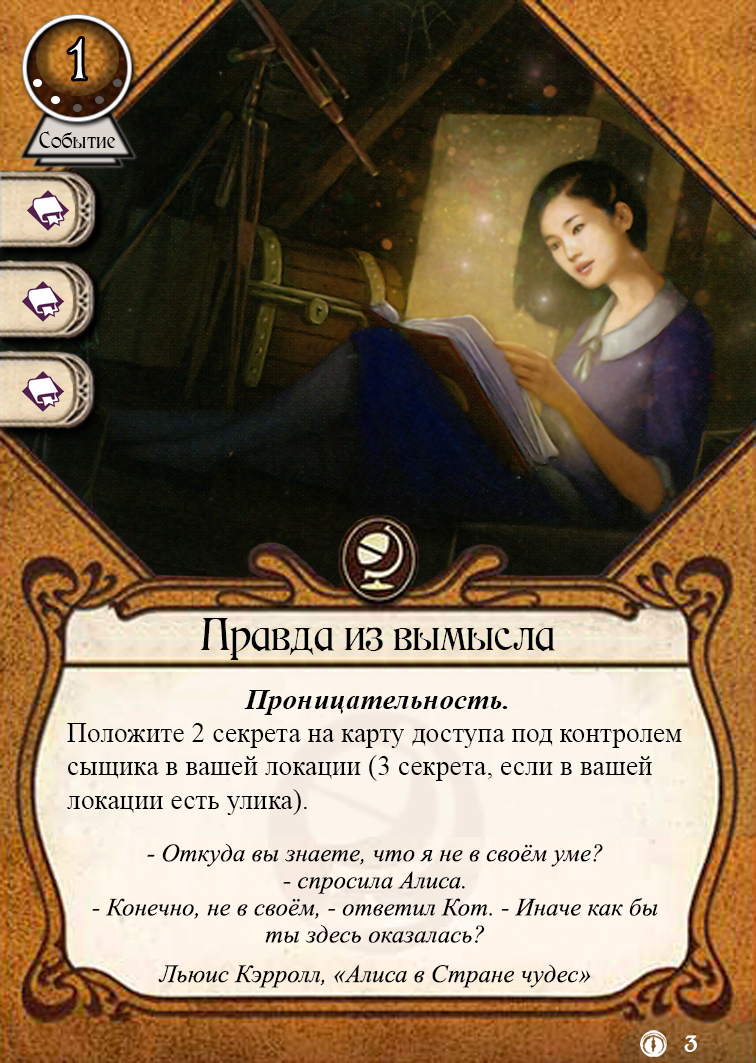 1
Событие
Правда из вымысла
Проницательность.
Положите 2 секрета на карту доступа под контролем
сыщика в вашей локации (3 секрета, если в вашей
локации есть улика).
- Откуда вы знаете, что я не в своём уме?
- спросила Алиса.
- Конечно, не в своём, - ответил Кот. - Иначе как бы
ты здесь оказалась?
Льюис Кэрролл, «Алиса в Стране чудес»
3